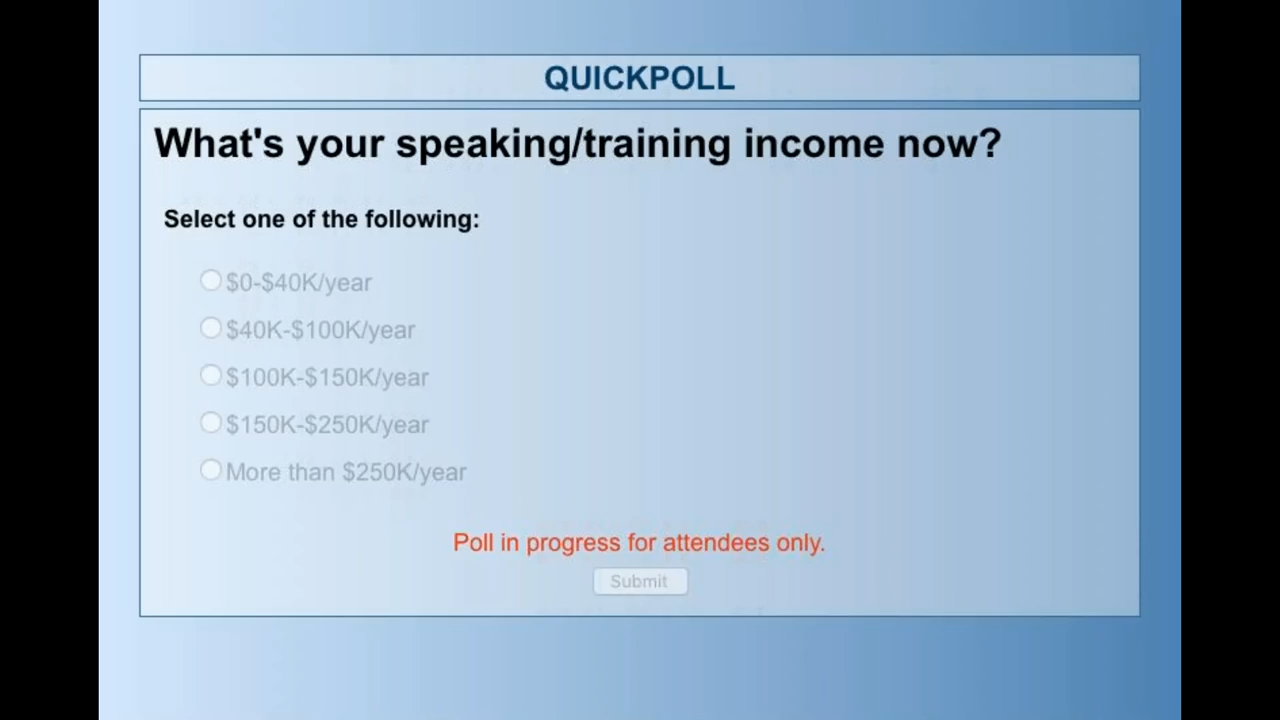 QUICKPOLL
What's your speaking/training income now?
Select one of the following:
$0-$40K/year
$40K-$100K/year
$100K-$150K/year
$150K-$250K/year
More than $250K/year
Poll in progress for attendees only.
Submit